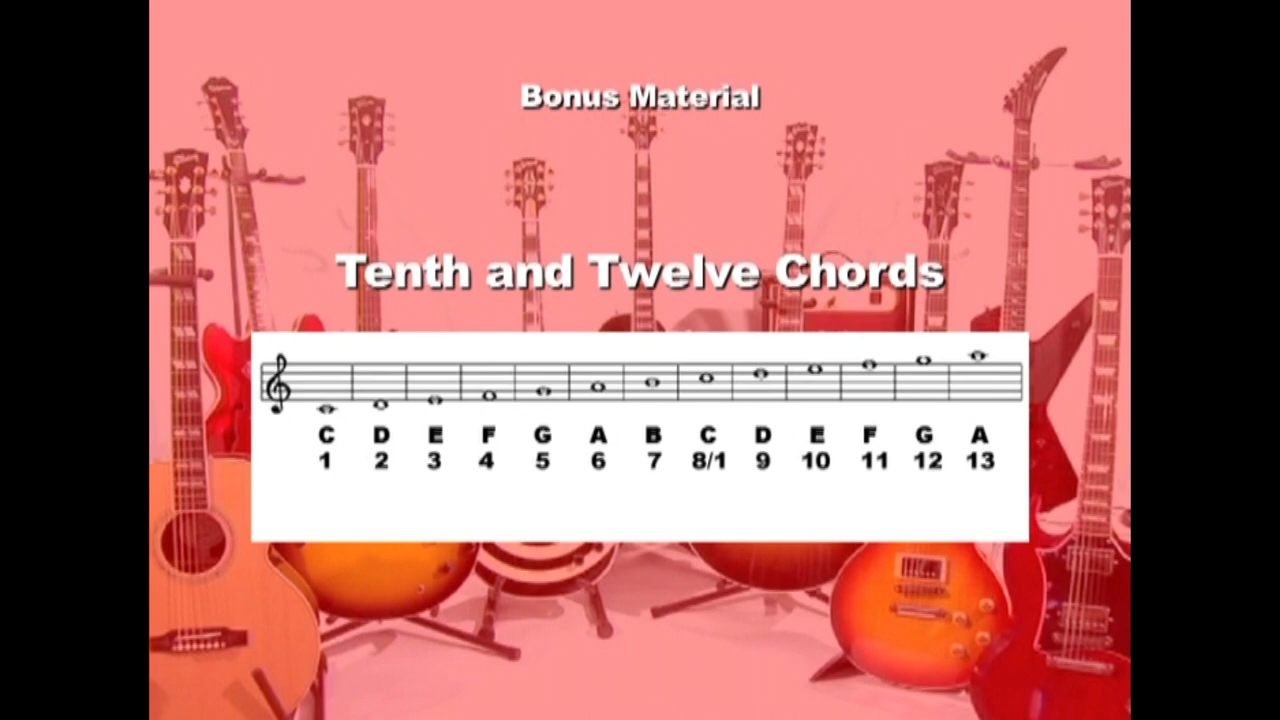 Bonus Material
Tenth and Twelve Chords
C D E F G A B C D E F G A
1 2 3 4 5 6 7 8/1 9 10 11 12 13